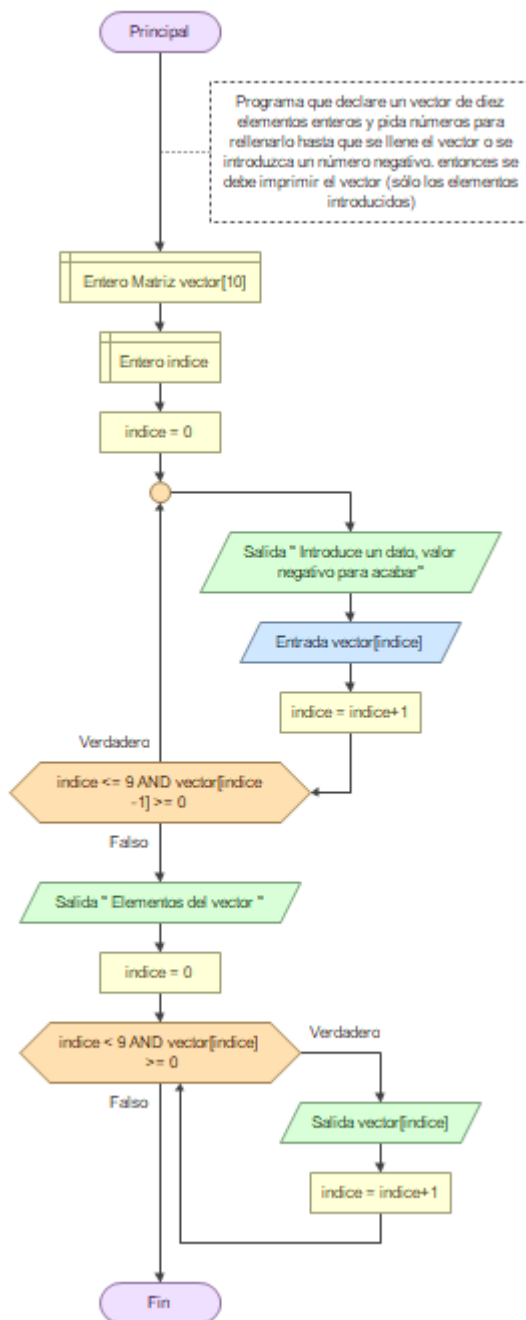 Principal
Programa que declare un vector de diez
elementos enteros y pida números para
rellenarlo hasta que se llene el vector o se
introduzca un número negativo. entonces se
debe imprimir el vector (sólo los elementos
introducidos)
Entero Matriz vector[10]
Entero indice
indice = 0
Salida " Introduce un dato, valor
negativo para acabar"
Entrada vector[indice]
indice = indice+1
Verdadero
indice <= 9 AND vector[indice
-1] >= 0
Falso
Salida " Elementos del vector "
indice = 0
indice < 9 AND vector[indice]
>= 0
Verdadero
Falso
Salida vector[indice]
indice = indice+1
Fin